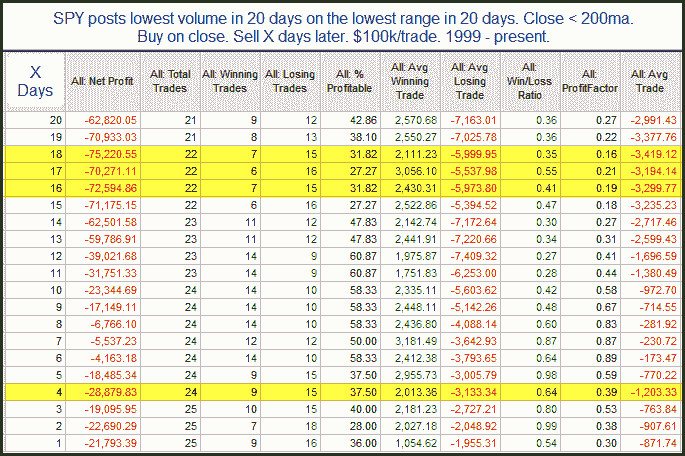 SPY posts lowest volume in 20 days on the lowest range in 20 days. Close < 200ma.
Buy on close. Sell X days later. $100k/trade. 1999 - present.
X Days All: Net Profit All: Total Trades All: Winning Trades All: Losing Trades All: % Profitable All: Avg Winning Trade All: Avg Losing Trade All: Win/Loss Ratio All: ProfitFactor All: Avg Trade
20 -62,820.05 21 9 12 42.86 2,570.68 -7,163.01 0.36 0.27 -2,991.43
19 -70,933.03 21 8 13 38.10 2,550.27 -7,025.78 0.36 0.22 -3,377.76
18 -75,220.55 22 7 15 31.82 2,111.23 -5,999.95 0.35 0.16 -3,419.12
17 -70,271.11 22 6 16 27.27 3,056.10 -5,537.98 0.55 0.21 -3,194.14
16 -72,594.86 22 7 15 31.82 2,430.31 -5,973.80 0.41 0.19 -3,299.77
15 -71,175.15 22 6 16 27.27 2,522.86 -5,394.52 0.47 0.18 -3,235.23
14 -62,501.58 23 11 12 47.83 2,142.74 -7,172.64 0.30 0.27 -2,717.46
13 -59,786.91 23 11 12 47.83 2,441.91 -7,220.66 0.34 0.31 -2,599.43
12 -39,021.68 23 14 9 60.87 1,975.87 -7,409.32 0.27 0.41 -1,696.59
11 -31,751.33 23 14 9 60.87 1,751.83 -6,253.00 0.28 0.44 -1,380.49
10 -23,344.69 24 14 10 58.33 2,335.11 -5,603.62 0.42 0.58 -972.70
9 -17,149.11 24 14 10 58.33 2,448.11 -5,142.26 0.48 0.67 -714.55
8 -6,766.10 24 14 10 58.33 2,436.80 -4,088.14 0.60 0.83 -281.92
7 -5,537.23 24 12 12 50.00 3,181.49 -3,642.93 0.87 0.87 -230.72
6 -4,163.18 24 14 10 58.33 2,412.38 -3,793.65 0.64 0.89 -173.47
5 -18,485.34 24 9 15 37.50 2,955.73 -3,005.79 0.98 0.59 -770.22
4 -28,879.83 24 9 15 37.50 2,013.36 -3,133.34 0.64 0.39 -1,203.33
3 -19,095.95 25 10 15 40.00 2,181.23 -2,727.21 0.80 0.53 -763.84
2 -22,690.29 25 7 18 28.00 2,027.18 -2,048.92 0.99 0.38 -907.61
1 -21,793.39 25 9 16 36.00 1,054.62 -1,955.31 0.54 0.30 -871.74